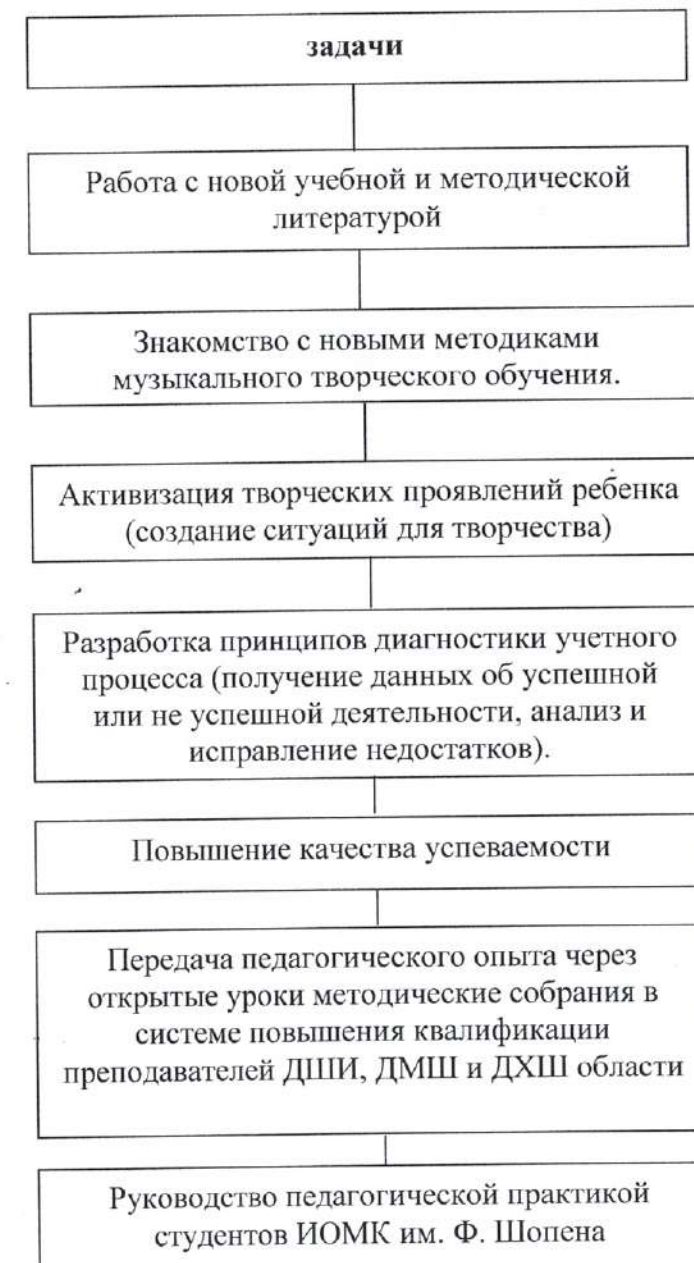 задачи
Работа с новой учебной и методической
литературой
Знакомство с новыми методиками
музыкального творческого обучения.
Активизация творческих проявлений ребенка
(создание ситуаций для творчества)
Разработка принципов диагностики учетного
процесса (получение данных об успешной
или не успешной деятельности, анализ и
исправление недостатков).
Повышение качества успеваемости
Передача педагогического опыта через
открытые уроки методические собрания в
системе повышения квалификации
преподавателей ДШИ, ДМШ и ДХШ области
Руководство педагогической практикой
студентов ИОМК им. Ф. Шопена